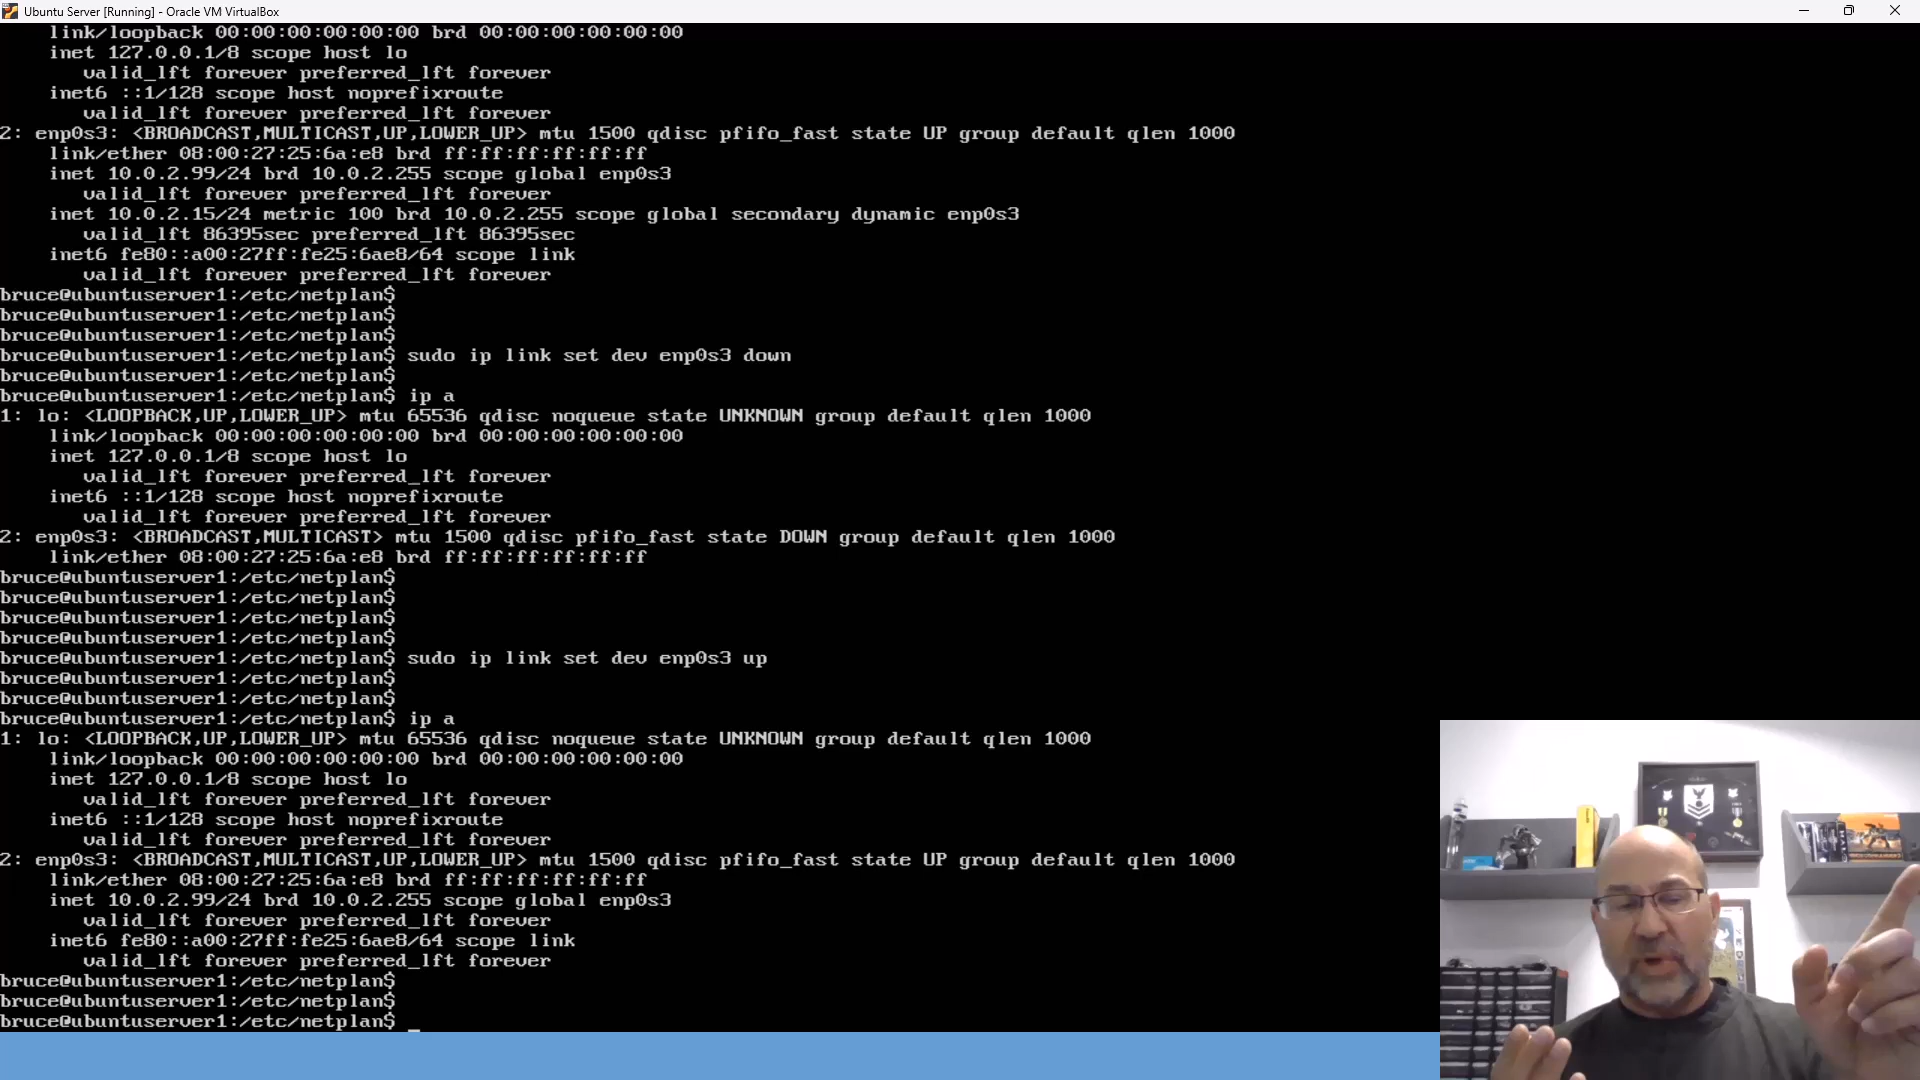 Ubuntu Server [Running] - Oracle VM VirtualBox
link/loopback 00:00:00:00:00:00 brd 00:00:00:00:00:00
inet 127.0.0.1/8 scope host lo
valid_lft forever preferred_lft forever
inet6 ::1/128 scope host noprefixroute
valid_lft forever preferred_lft forever
2: enp0s3: <BROADCAST,MULTICAST,UP,LOWER_UP> mtu 1500 qdisc pfifo_fast state UP group default qlen 1000
link/ether 08:00:27:25:6a:e8 brd ff:ff:ff:ff:ff:ff
inet 10.0.2.99/24 brd 10.0.2.255 scope global enp0s3
valid_lft forever preferred_lft forever
inet 10.0.2.15/24 metric 100 brd 10.0.2.255 scope global secondary dynamic enp0s3
valid_lft 86395sec preferred_lft 86395sec
inet6 fe80::a00:27ff:fe25:6ae8/64 scope link
valid_lft forever preferred_lft forever
bruce@ubuntuserver1:/etc/netplan$
bruce@ubuntuserver1:/etc/netplan$
bruce@ubuntuserver1:/etc/netplan$
bruce@ubuntuserver1:/etc/netplan$ sudo ip link set dev enp0s3 down
bruce@ubuntuserver1:/etc/netplan$
bruce@ubuntuserver1:/etc/netplan$ ip a
1: lo: <LOOPBACK,UP,LOWER_UP> mtu 65536 qdisc noqueue state UNKNOWN group default qlen 1000
link/loopback 00:00:00:00:00:00 brd 00:00:00:00:00:00
inet 127.0.0.1/8 scope host lo
valid_lft forever preferred_lft forever
inet6 ::1/128 scope host noprefixroute
valid_lft forever preferred_lft forever
2: enp0s3: <BROADCAST,MULTICAST> mtu 1500 qdisc pfifo_fast state DOWN group default qlen 1000
link/ether 08:00:27:25:6a:e8 brd ff:ff:ff:ff:ff:ff
bruce@ubuntuserver1:/etc/netplan$
bruce@ubuntuserver1:/etc/netplan$
bruce@ubuntuserver1:/etc/netplan$
bruce@ubuntuserver1:/etc/netplan$
bruce@ubuntuserver1:/etc/netplan$ sudo ip link set dev enp0s3 up
bruce@ubuntuserver1:/etc/netplan$
bruce@ubuntuserver1:/etc/netplan$
bruce@ubuntuserver1:/etc/netplan$ ip a
1: lo: <LOOPBACK,UP,LOWER_UP> mtu 65536 qdisc noqueue state UNKNOWN group default qlen 1000
link/loopback 00:00:00:00:00:00 brd 00:00:00:00:00:00
inet 127.0.0.1/8 scope host lo
valid_lft forever preferred_lft forever
inet6 ::1/128 scope host noprefixroute
valid_lft forever preferred_lft forever
2: enp0s3: <BROADCAST,MULTICAST,UP,LOWER_UP> mtu 1500 qdisc pfifo_fast state UP group default qlen 1000
link/ether 08:00:27:25:6a:e8 brd ff:ff:ff:ff:ff:ff
inet 10.0.2.99/24 brd 10.0.2.255 scope global enp0s3
valid_lft forever preferred_lft forever
inet6 fe80::a00:27ff:fe25:6ae8/64 scope link
valid_lft forever preferred_lft forever
bruce@ubuntuserver1:/etc/netplan$
bruce@ubuntuserver1:/etc/netplan$
bruce@ubuntuserver1:/etc/netplan$ _